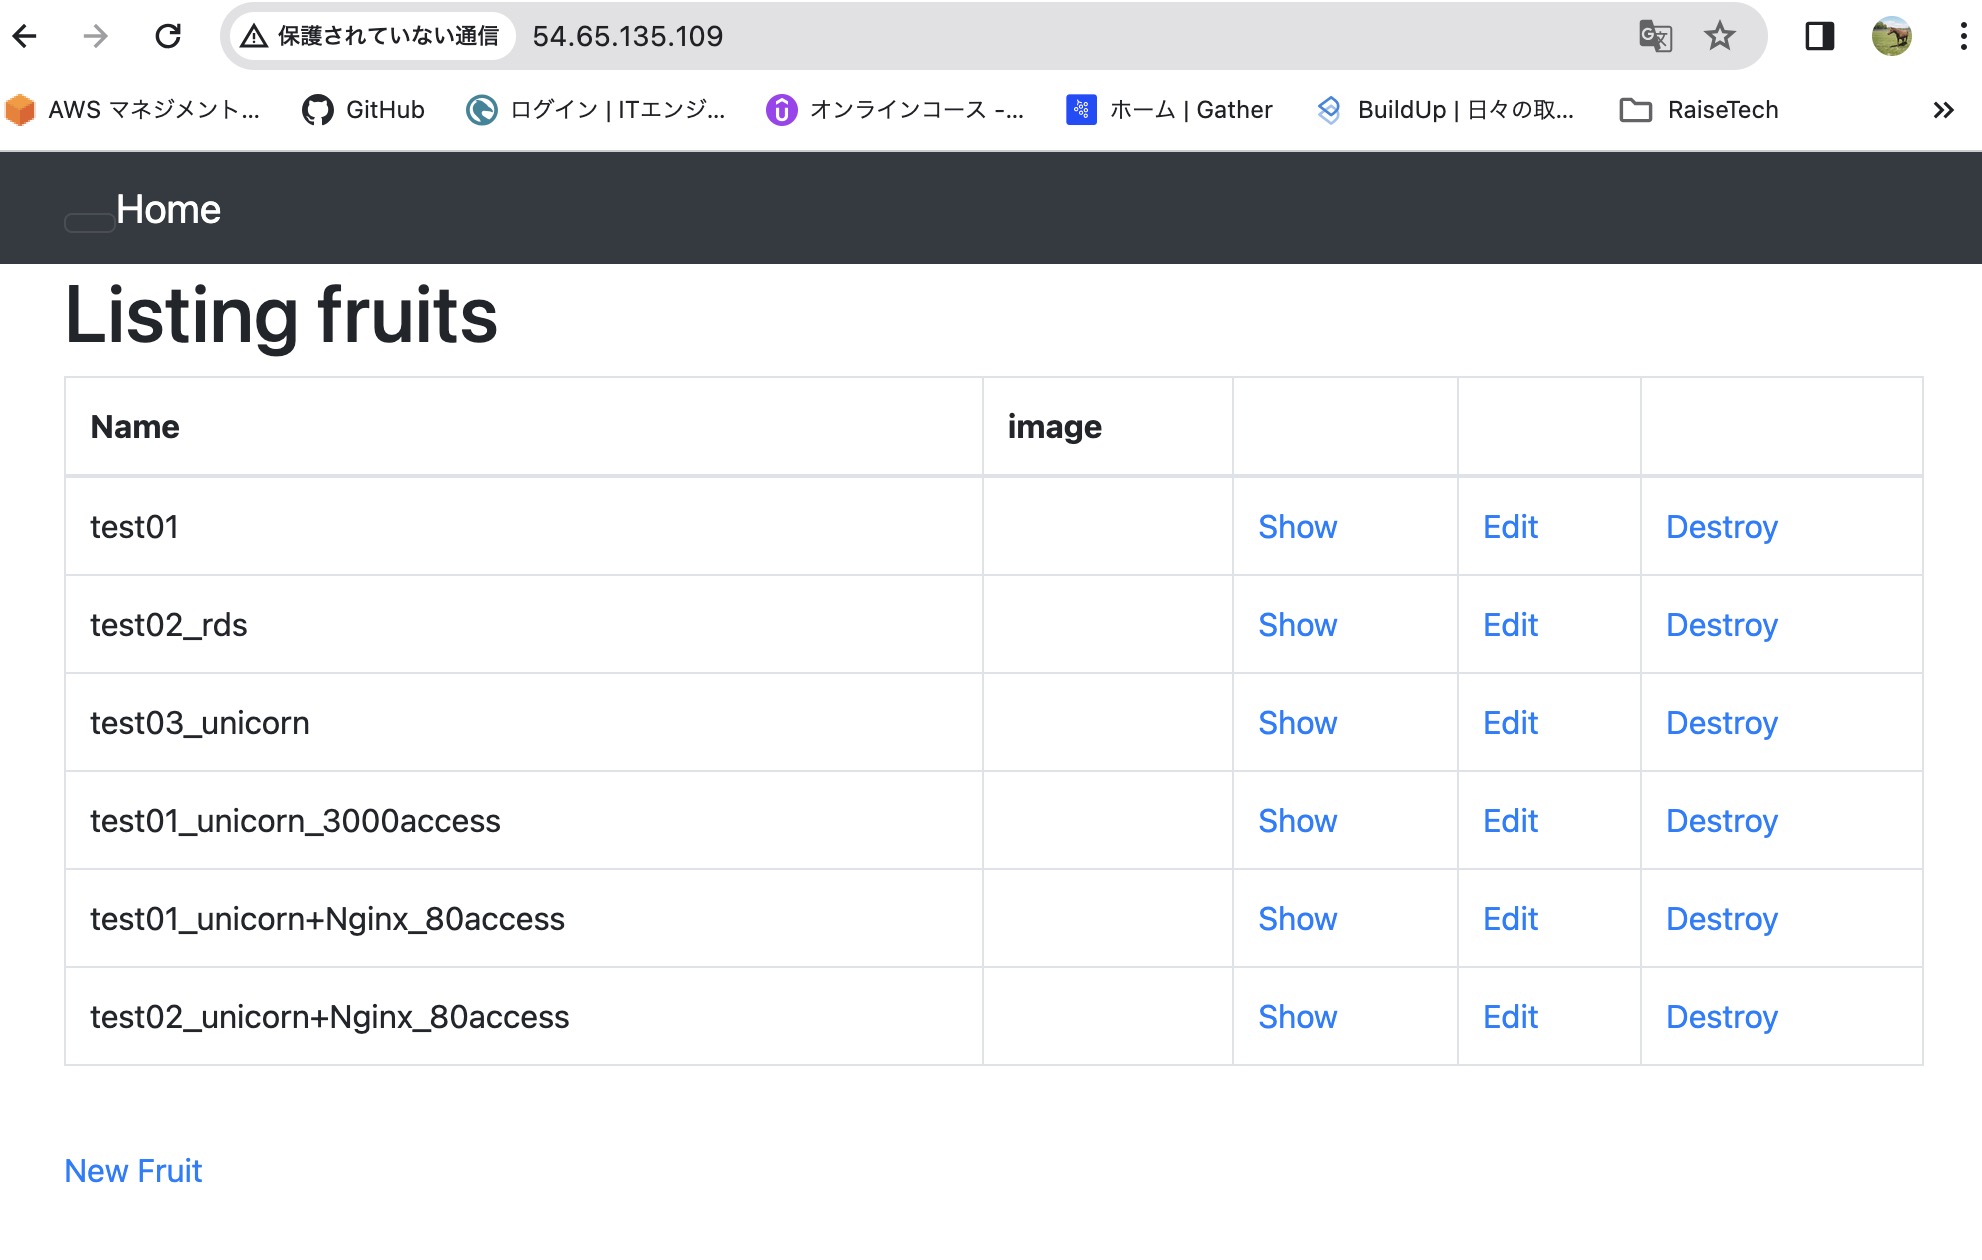 保護されていない通信 54.65.135.109
AWS マネジメント... GitHub ログイン | ITエンジ... オンラインコース -... ホーム | Gather BuildUp | 日々の取... RaiseTech
Home
Listing fruits
Name image
test01 Show Edit Destroy
test02_rds Show Edit Destroy
test03_unicorn Show Edit Destroy
test01_unicorn_3000access Show Edit Destroy
test01_unicorn+Nginx_80access Show Edit Destroy
test02_unicorn+Nginx_80access Show Edit Destroy
New Fruit